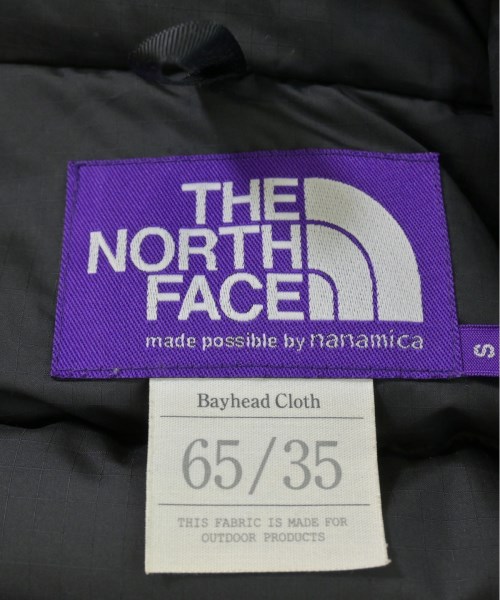 THE
NORTH
FACE
made possible by nanamica
S
Bayhead Cloth
65/35
THIS FABRIC IS MADE FOR
OUTDOOR PRODUCTS